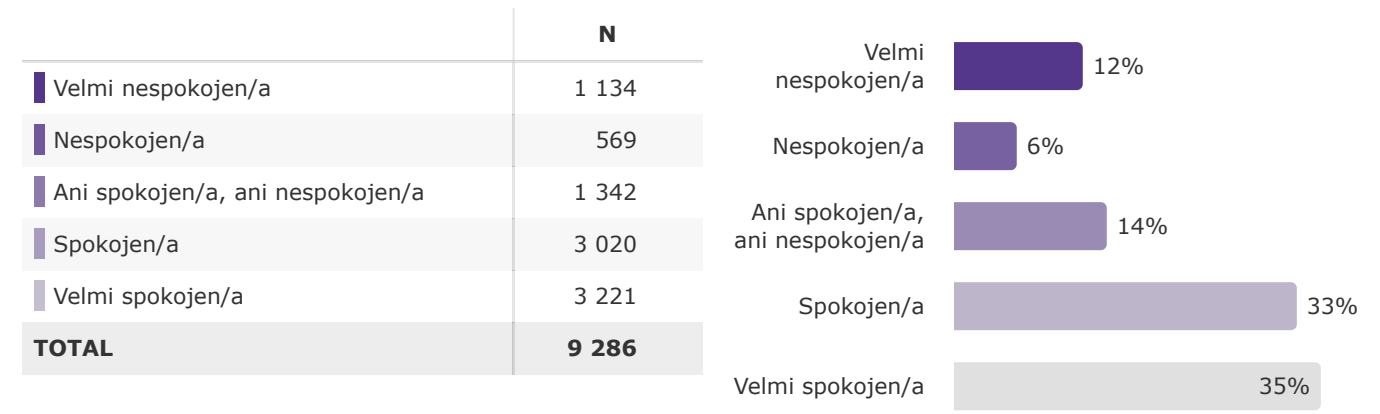 N
Velmi nespokojen/a 1 134
Nespokojen/a 569
Ani spokojen/a, ani nespokojen/a 1 342
Spokojen/a 3 020
Velmi spokojen/a 3 221
TOTAL 9 286
Velmi
nespokojen/a
12%
Nespokojen/a 6%
Ani spokojen/a,
ani nespokojen/a
14%
Spokojen/a 33%
Velmi spokojen/a 35%